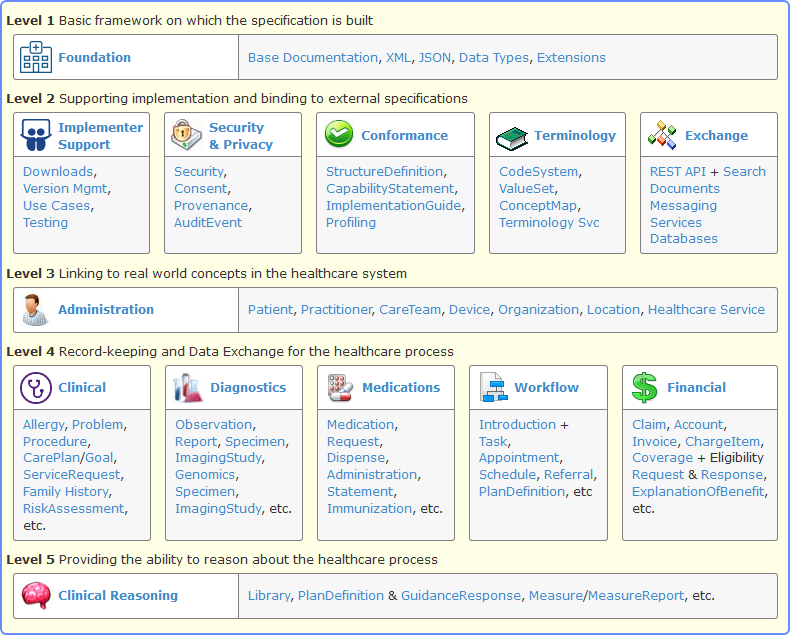 Level 1 Basic framework on which the specification is built
Foundation
Base Documentation, XML, JSON, Data Types, Extensions
Level 2 Supporting implementation and binding to external specifications
Implementer
Support
Downloads,
Version Mgmt,
Use Cases,
Testing
Security
& Privacy
Security,
Consent,
Provenance,
AuditEvent
Conformance
StructureDefinition,
CapabilityStatement,
ImplementationGuide,
Profiling
Terminology
CodeSystem,
ValueSet,
ConceptMap,
Terminology Svc
Exchange
REST API + Search
Documents
Messaging
Services
Databases
Level 3 Linking to real world concepts in the healthcare system
Administration
Patient, Practitioner, CareTeam, Device, Organization, Location, Healthcare Service
Level 4 Record-keeping and Data Exchange for the healthcare process
Clinical
Allergy, Problem,
Procedure,
CarePlan/Goal,
ServiceRequest,
Family History,
RiskAssessment,
etc.
Diagnostics
Observation,
Report, Specimen,
ImagingStudy,
Genomics,
Specimen,
ImagingStudy, etc.
Medications
Medication,
Request,
Dispense,
Administration,
Statement,
Immunization, etc.
Workflow
Introduction +
Task,
Appointment,
Schedule, Referral,
PlanDefinition, etc
Financial
Claim, Account,
Invoice, ChargeItem,
Coverage + Eligibility
Request & Response,
ExplanationOfBenefit,
etc.
Level 5 Providing the ability to reason about the healthcare process
Clinical Reasoning
Library, PlanDefinition & GuidanceResponse, Measure/MeasureReport, etc.